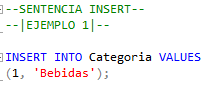 --SENTENCIA INSERT--
--|EJEMPLO 1|--
INSERT INTO Categoria VALUES
(1, 'Bebidas');